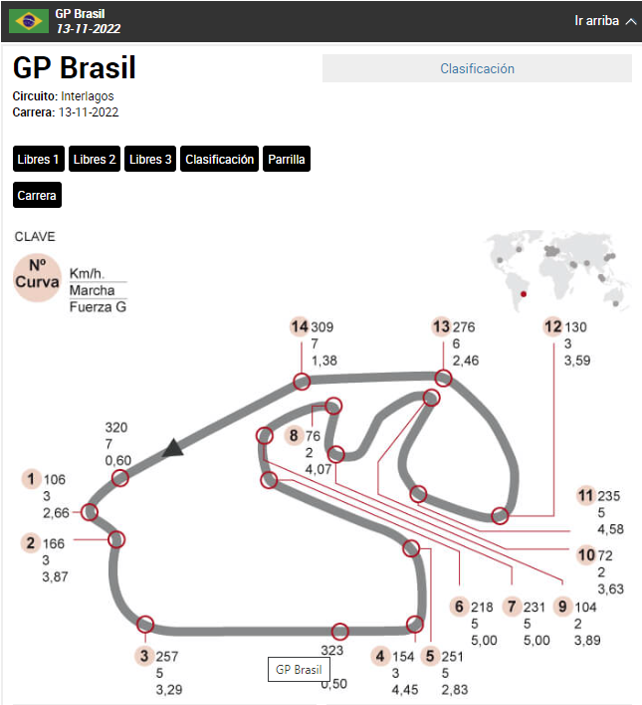 GP Brasil
13-11-2022
Ir arriba
GP Brasil
Clasificación
Circuito: Interlagos
Carrera: 13-11-2022
Libres 1
Libres 2
Libres 3
Clasificación
Parrilla
Carrera
CLAVE
Nº
Curva
Km/h.
Marcha
Fuerza G
14 309
7
1,38
13 276
6
2,46
12 130
3
3,59
320
7
0,60
8 76
2
4,07
1 106
3
2,66
2 166
3
3,87
11 235
5
4,58
10 72
2
3,63
6 218
5
5,00
7 231
5
5,00
9 104
2
3,89
3 257
5
3,29
323
GP Brasil
0,50
4 154
3
4,45
5 251
5
2,83